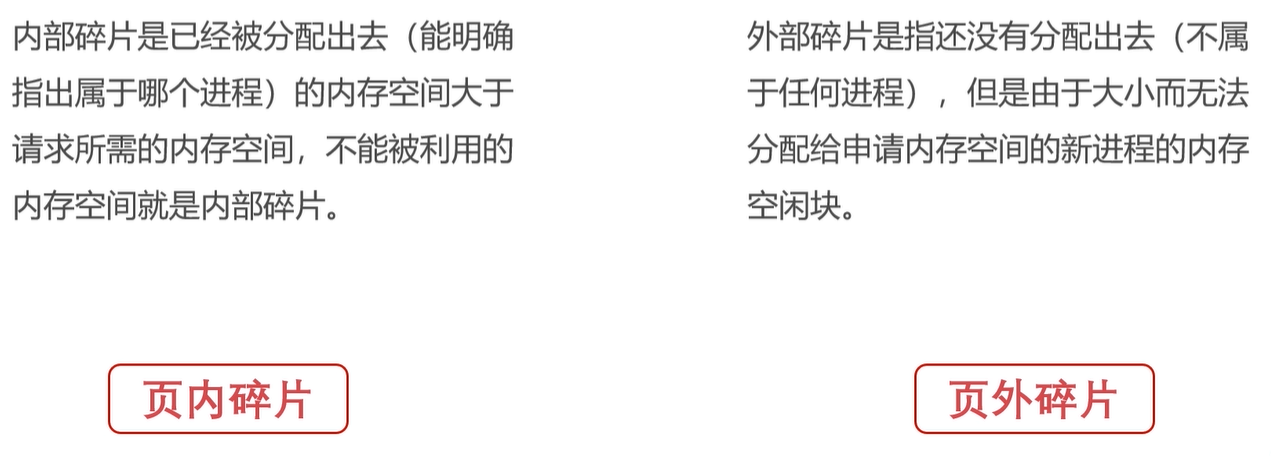 内部碎片是已经被分配出去（能明确
指出属于哪个进程）的内存空间大于
请求所需的内存空间，不能被利用的
内存空间就是内部碎片。
页内碎片
外部碎片是指还没有分配出去（不属
于任何进程），但是由于大小而无法
分配给申请内存空间的新进程的内存
空闲块。
页外碎片